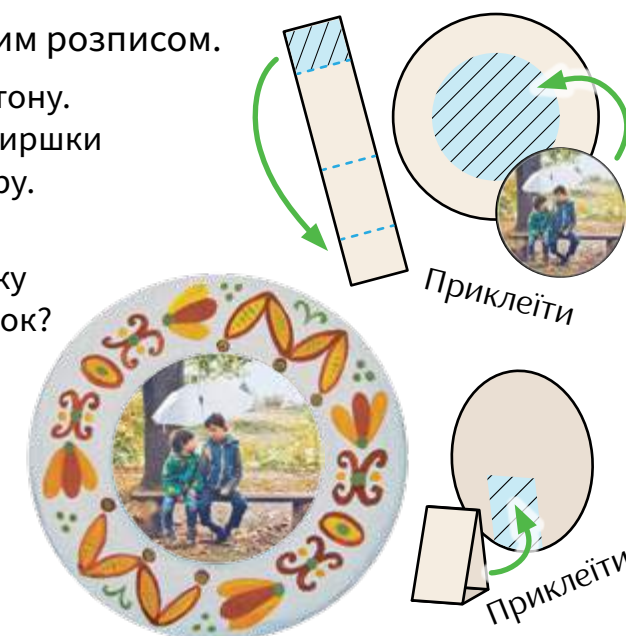 им розписом.
тону.
иршки
ру.
ку
ок?
Приклеїти
Приклеїти